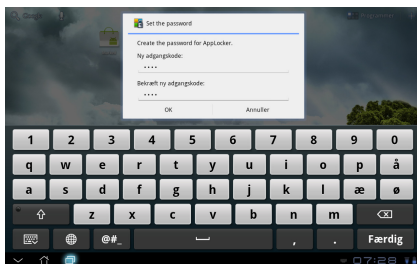 Google
Set the password
Create the password for AppLocker.
Ny adgangskode:
••••
Bekræft ny adgangskode:
••••
OK Annuller
1 2 3 4 5 6 7 8 9 0
q w e r t y u i o p å
a s d f g h j k l æ ø
z x c v b n m
@#_ , . Færdig
07:28